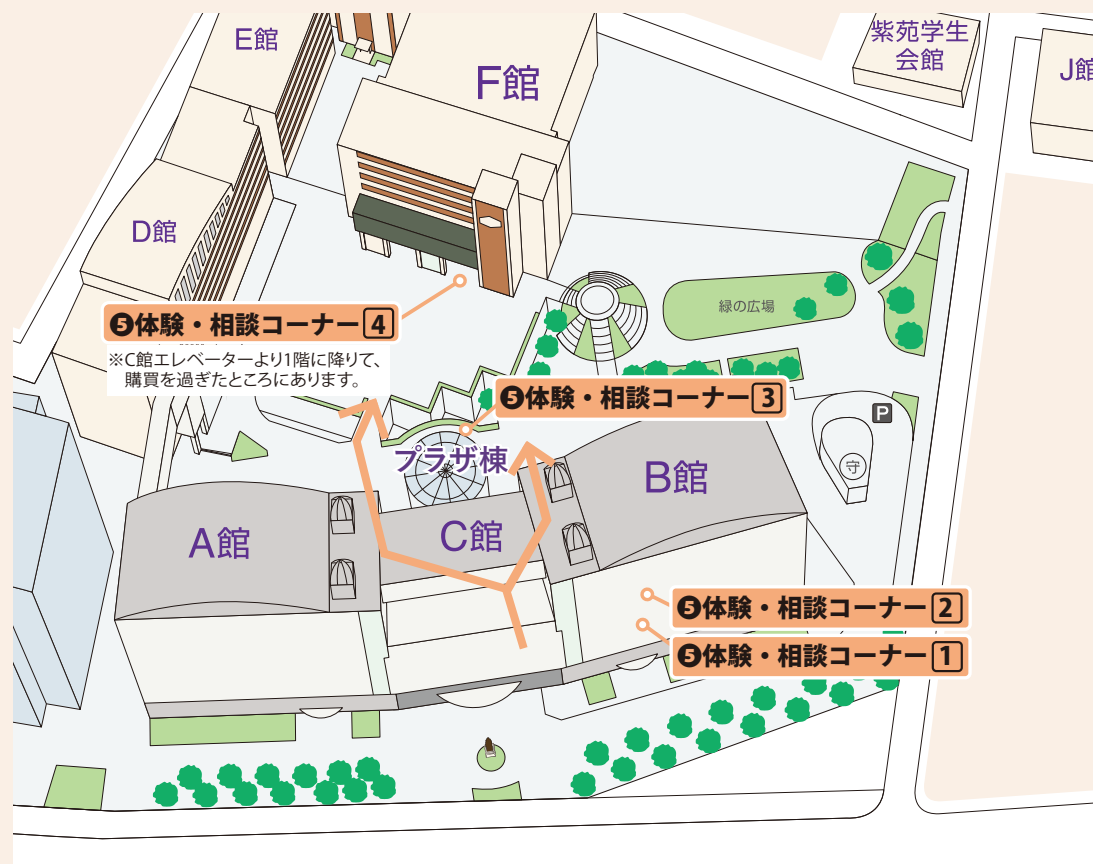 E館
F館
紫苑学生
会館
J館
D館
緑の広場
❺体験・相談コーナー4
※C館エレベーターより1階に降りて、
購買を過ぎたところにあります。
❺体験・相談コーナー3
P
プラザ棟
守
B館
A館
C館
❺体験・相談コーナー2
❺体験・相談コーナー1